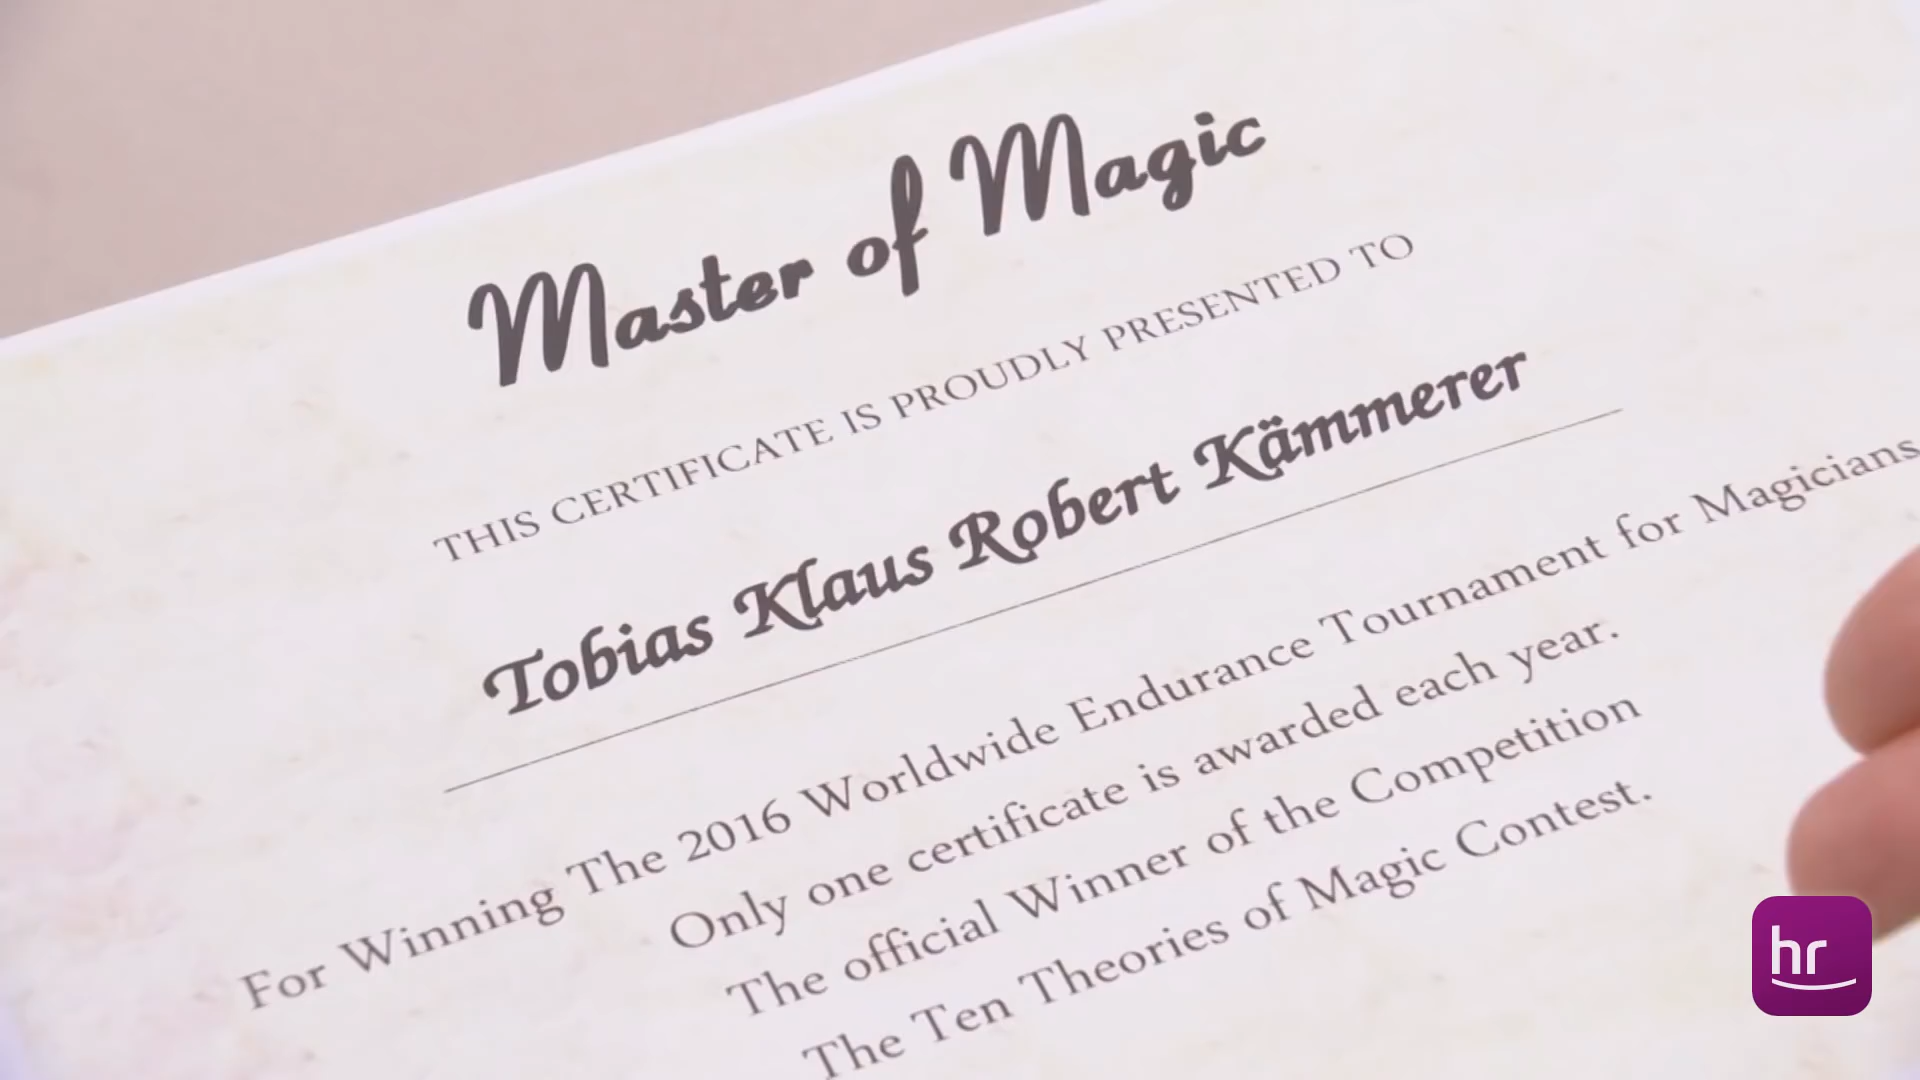 Master of Magic
THIS CERTIFICATE IS PROUDLY PRESENTED TO
Tobias Klaus Robert Kämmerer
For Winning The 2016 Worldwide Endurance Tournament for Magicians
Only one certificate is awarded each year.
The official Winner of the Competition
The Ten Theories of Magic Contest.
hr